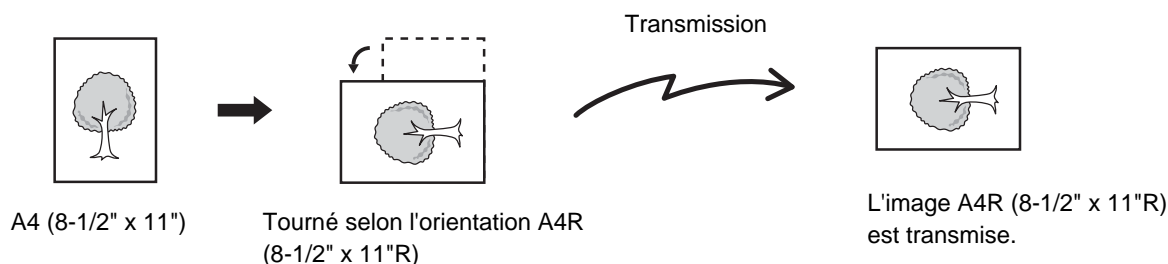 Transmission
A4 (8-1/2" x 11")
Tourné selon l'orientation A4R
(8-1/2" x 11"R)
L'image A4R (8-1/2" x 11"R)
est transmise.